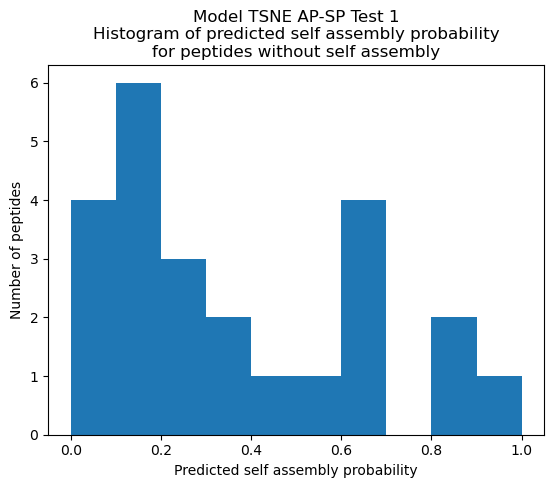 Model TSNE AP-SP Test 1
Histogram of predicted self assembly probability
for peptides without self assembly
6
5
4
3
2
1
0
Number of peptides
0.0 0.2 0.4 0.6 0.8 1.0
Predicted self assembly probability